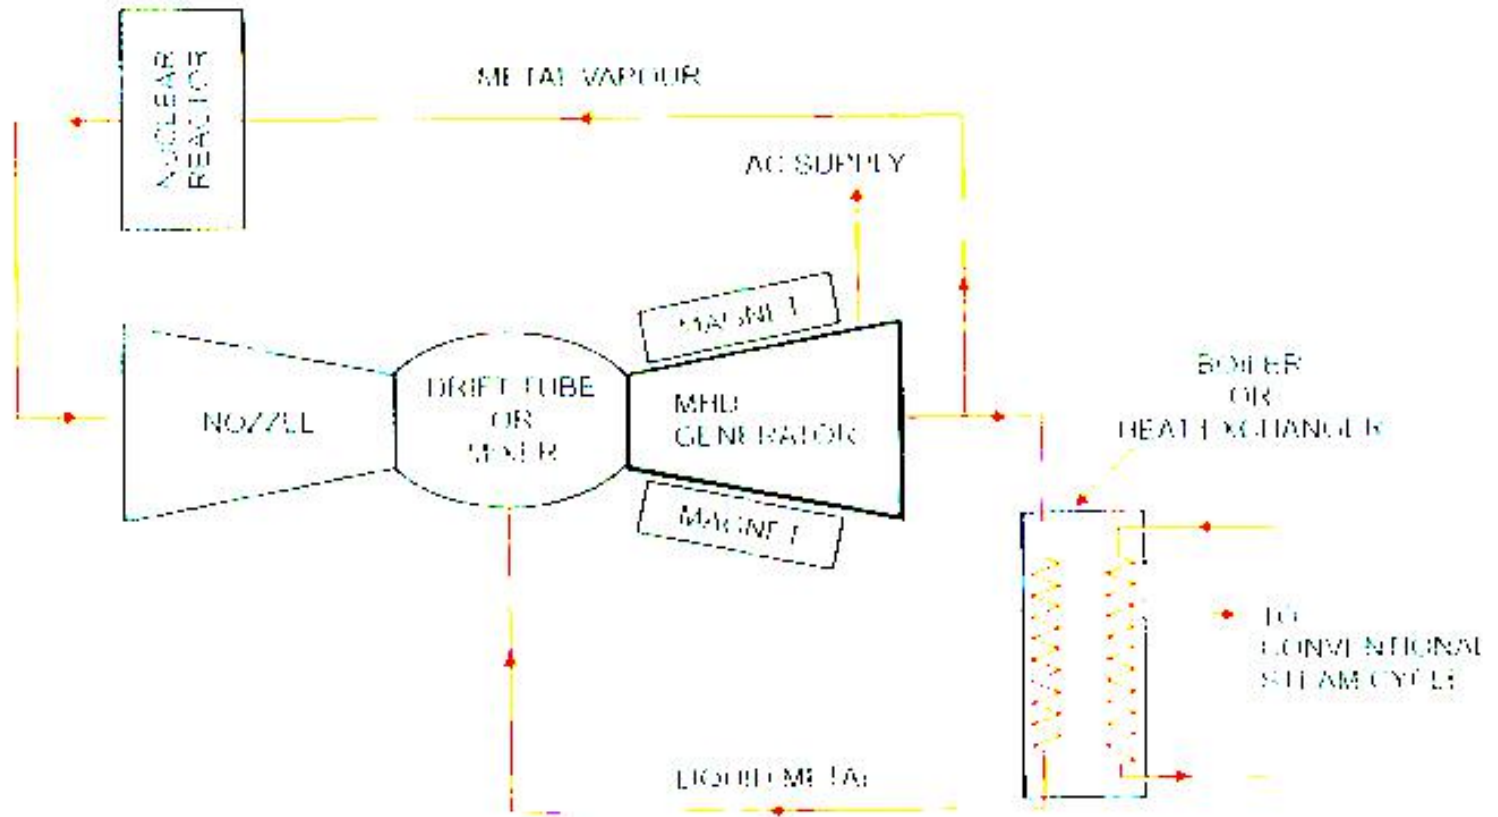 NUCLEAR
REACTOR
METAL VAPOUR
AC SUPPLY
MAGNET
NOZZLE
DRIFT TUBE
OR
MIXER
MHD
GENERATOR
MAGNET
BOILER
OR
HEAT EXCHANGER
TO
CONVENTIONAL
STEAM CYCLE
LIQUID METAL